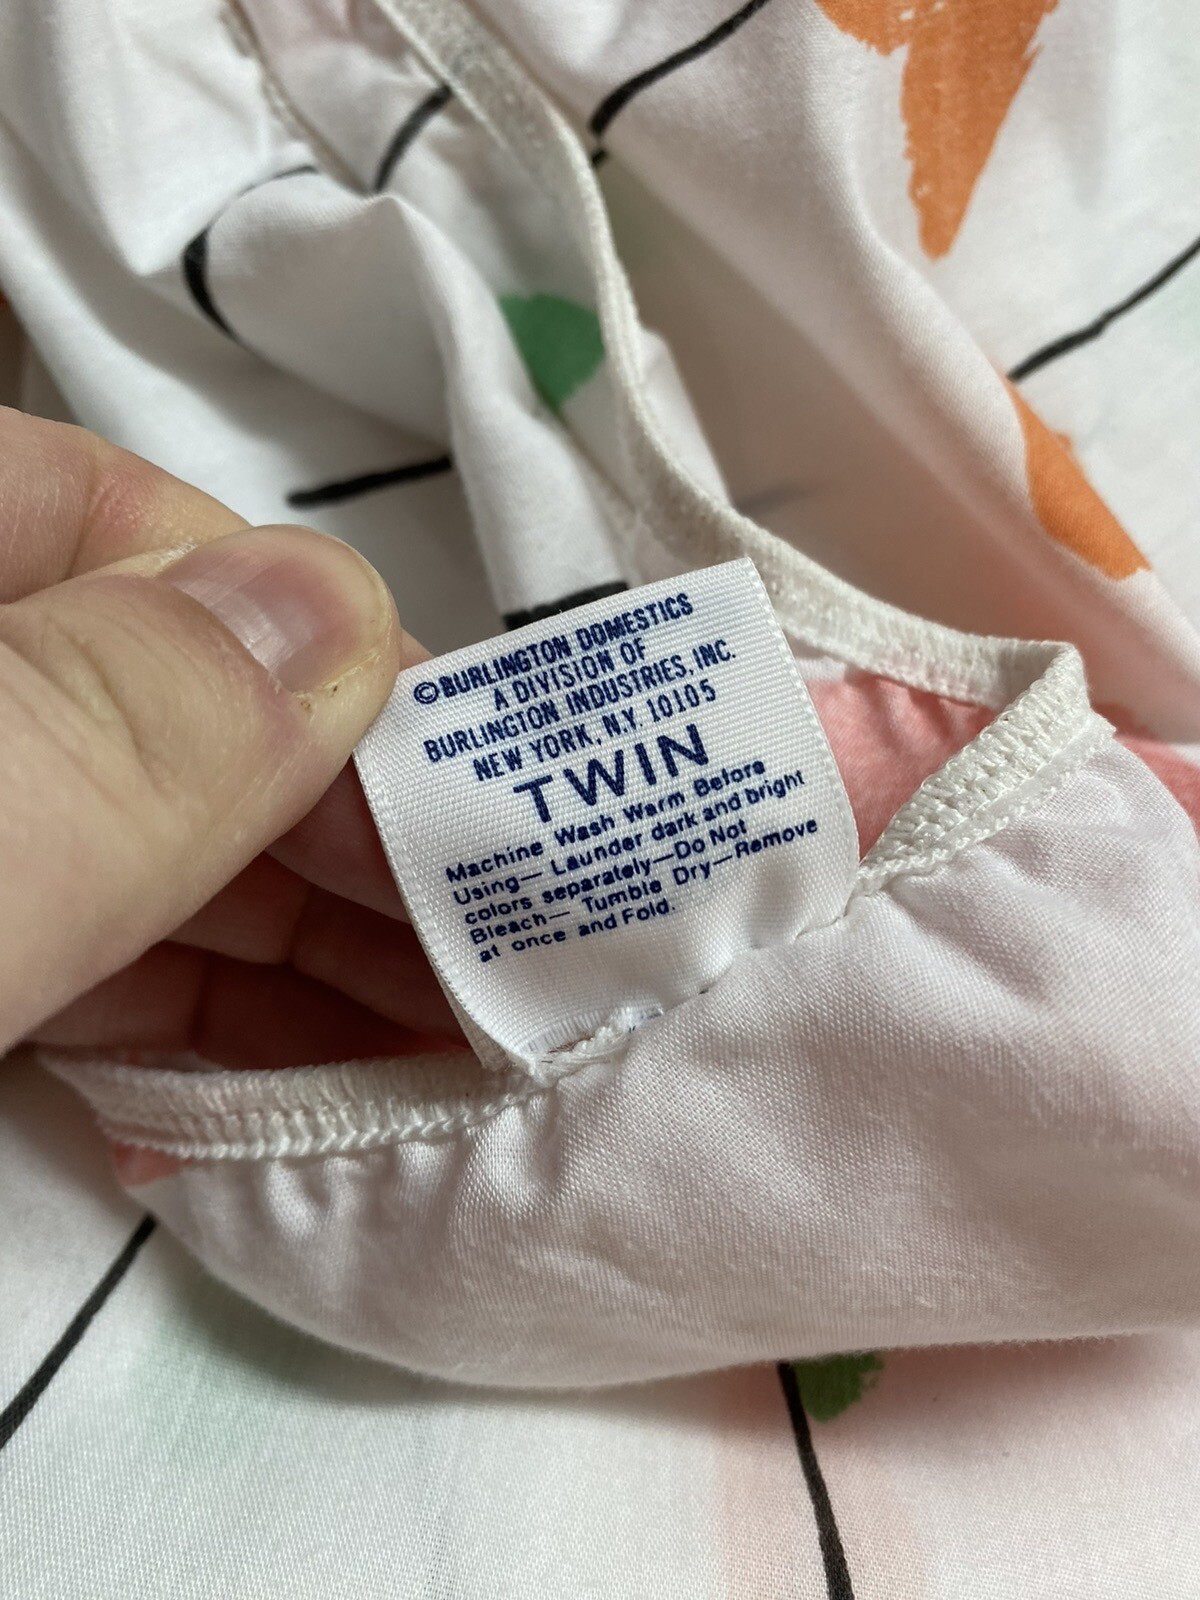 ©BURLINGTON DOMESTICS
A DIVISION OF
BURLINGTON INDUSTRIES, INC.
NEW YORK, N.Y. 10105
TWIN
Machine Wash Warm Before
Using— Launder dark and bright
colors separately—Do Not
Bleach— Tumble Dry—Remove
at once and Fold.